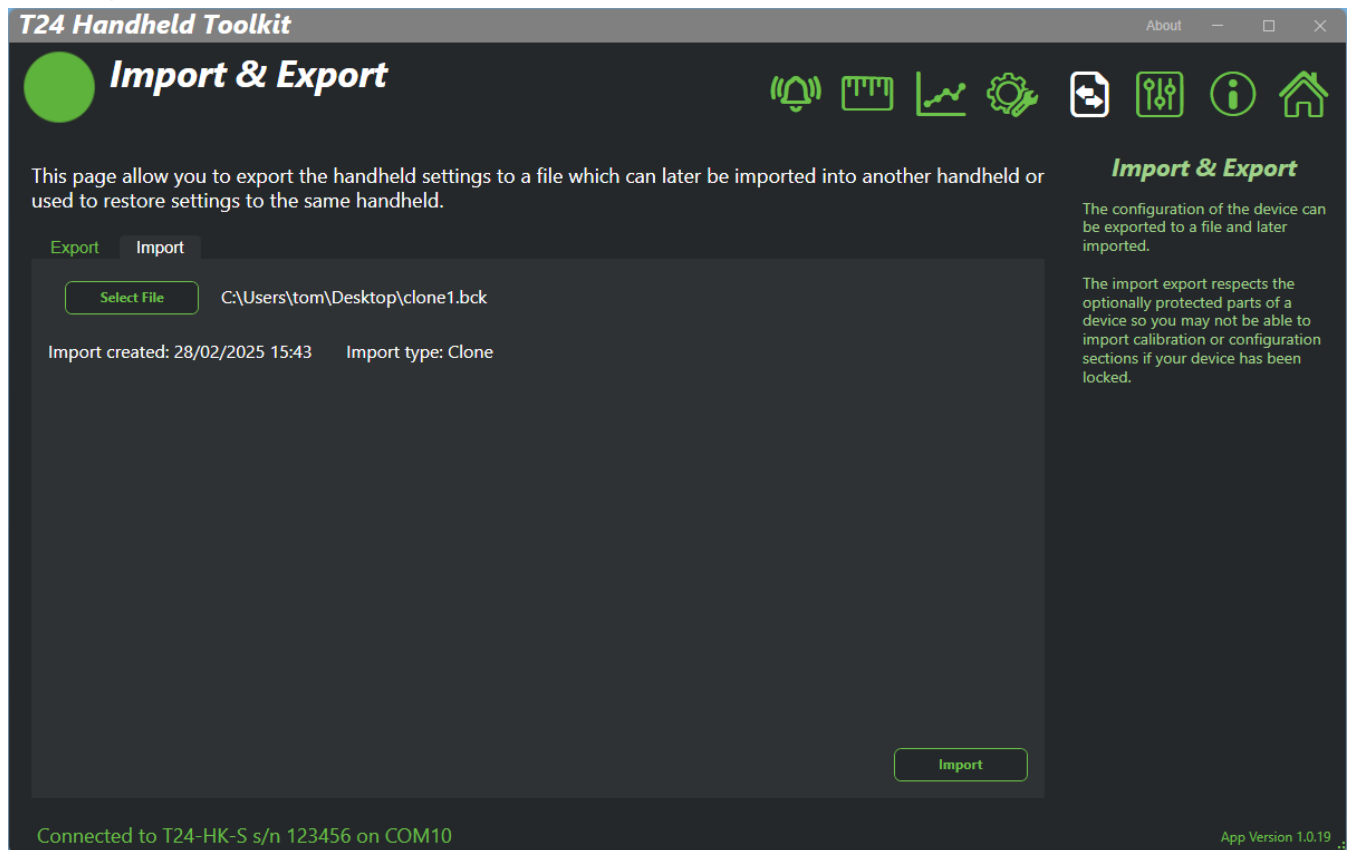 T24 Handheld Toolkit
About
Import & Export
This page allow you to export the handheld settings to a file which can later be imported into another handheld or
used to restore settings to the same handheld.
Export Import
Select File C:\Users\tom\Desktop\clone1.bck
Import created: 28/02/2025 15:43 Import type: Clone
Import
Import & Export
The configuration of the device can
be exported to a file and later
imported.
The import export respects the
optionally protected parts of a
device so you may not be able to
import calibration or configuration
sections if your device has been
locked.
Connected to T24-HK-S s/n 123456 on COM10
App Version 1.0.19